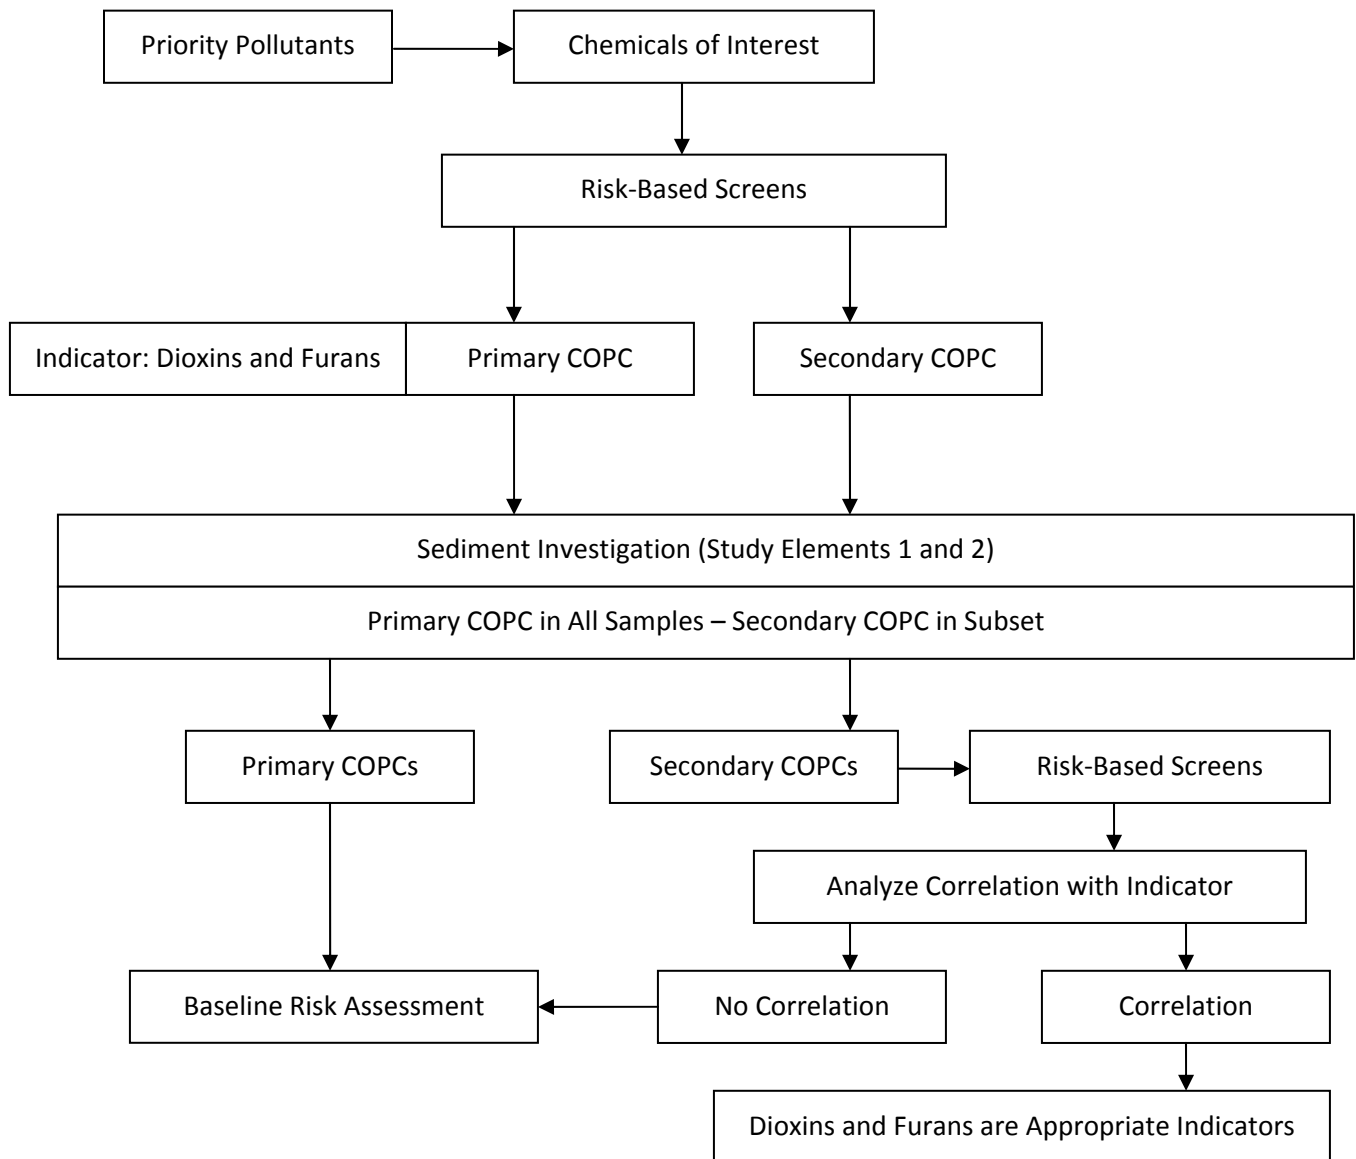 Priority Pollutants
Chemicals of Interest
Risk-Based Screens
Indicator: Dioxins and Furans
Primary COPC
Secondary COPC
Sediment Investigation (Study Elements 1 and 2)
Primary COPC in All Samples – Secondary COPC in Subset
Primary COPCs
Secondary COPCs
Risk-Based Screens
Analyze Correlation with Indicator
Baseline Risk Assessment
No Correlation
Correlation
Dioxins and Furans are Appropriate Indicators